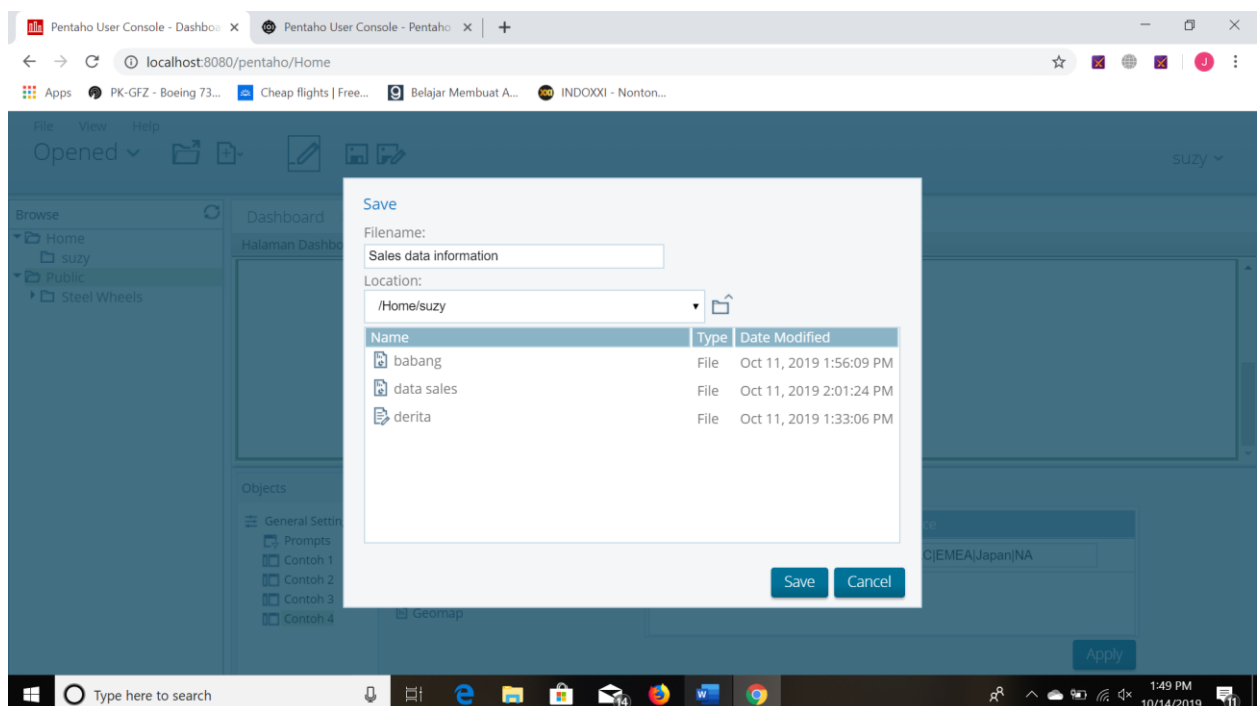 Pentaho User Console - Dashboa
Pentaho User Console - Pentaho
localhost:8080/pentaho/Home
Apps PK-GFZ - Boeing 73... Cheap flights | Free... Belajar Membuat A... INDOXXI - Nonton...
File View Help
Opened
suzy
Browse
Home
suzy
Public
Steel Wheels
Dashboard
Halaman Dashbo
Save
Filename:
Sales data information
Location:
/Home/suzy
Name Type Date Modified
babang File Oct 11, 2019 1:56:09 PM
data sales File Oct 11, 2019 2:01:24 PM
derita File Oct 11, 2019 1:33:06 PM
Save Cancel
Objects
General Settin
Prompts
Contoh 1
Contoh 2
Contoh 3
Contoh 4
Geomap
ce
C|EMEA|Japan|NA
Apply
Type here to search
14
1:49 PM
10/14/2019
11